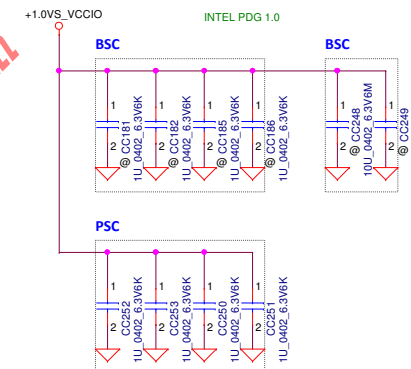 +1.0VS_VCCIO
INTEL PDG 1.0
BSC
BSC
1
2
@
CC181
1U_0402_6.3V6K
1
2
@
CC182
1U_0402_6.3V6K
1
2
@
CC185
1U_0402_6.3V6K
1
2
@
CC186
1U_0402_6.3V6K
1
2
@
CC248
10U_0402_6.3V6M
1
2
@
CC249
PSC
1
2
CC252
1U_0402_6.3V6K
1
2
CC253
1U_0402_6.3V6K
1
2
CC250
1U_0402_6.3V6K
1
2
CC251
1U_0402_6.3V6K